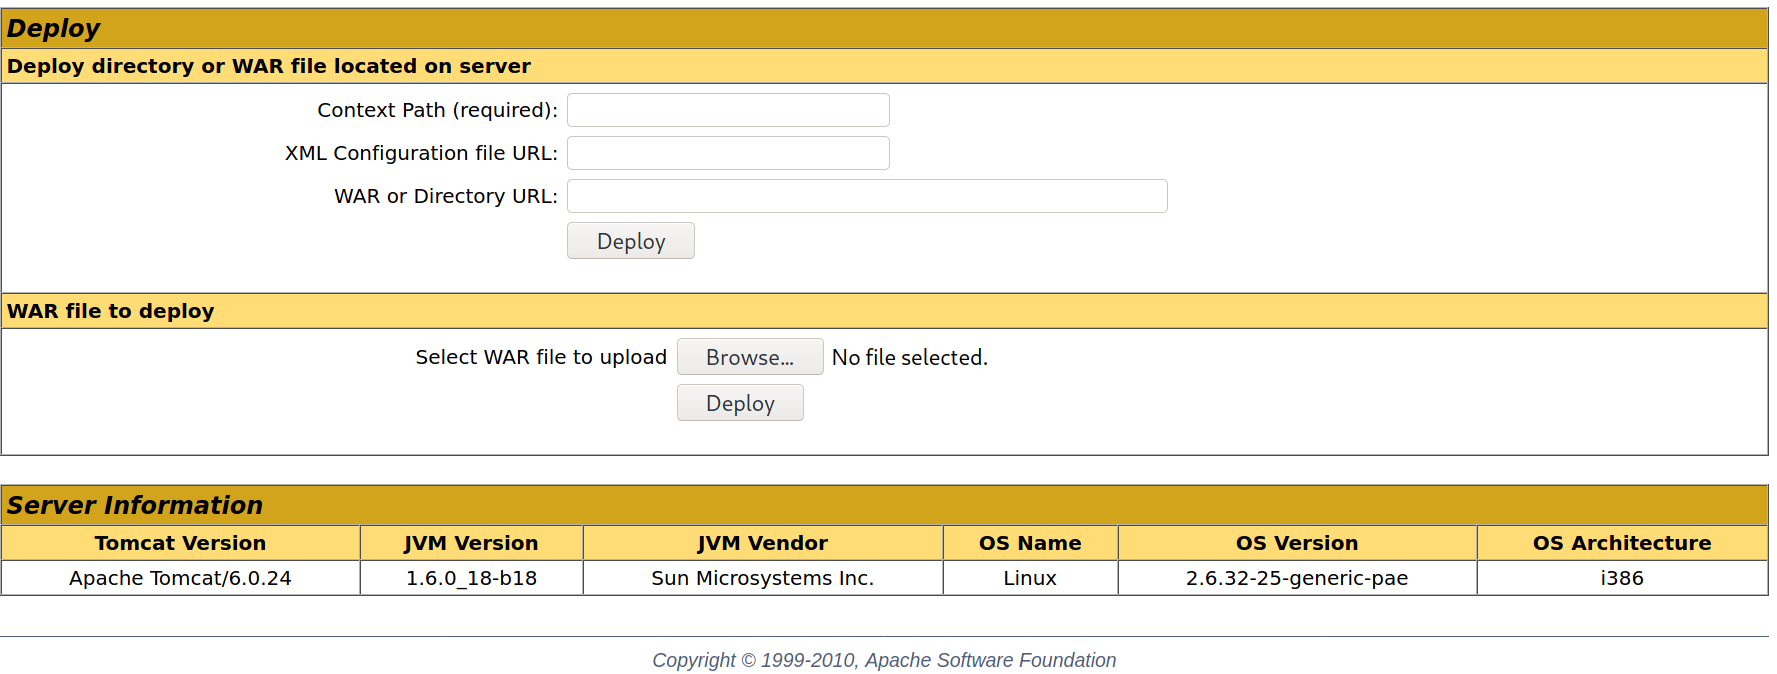 Deploy
Deploy directory or WAR file located on server
Context Path (required):
XML Configuration file URL:
WAR or Directory URL:
Deploy
WAR file to deploy
Select WAR file to upload Browse... No file selected.
Deploy
Server Information
Tomcat Version JVM Version JVM Vendor OS Name OS Version OS Architecture
Apache Tomcat/6.0.24 1.6.0_18-b18 Sun Microsystems Inc. Linux 2.6.32-25-generic-pae i386
Copyright © 1999-2010, Apache Software Foundation